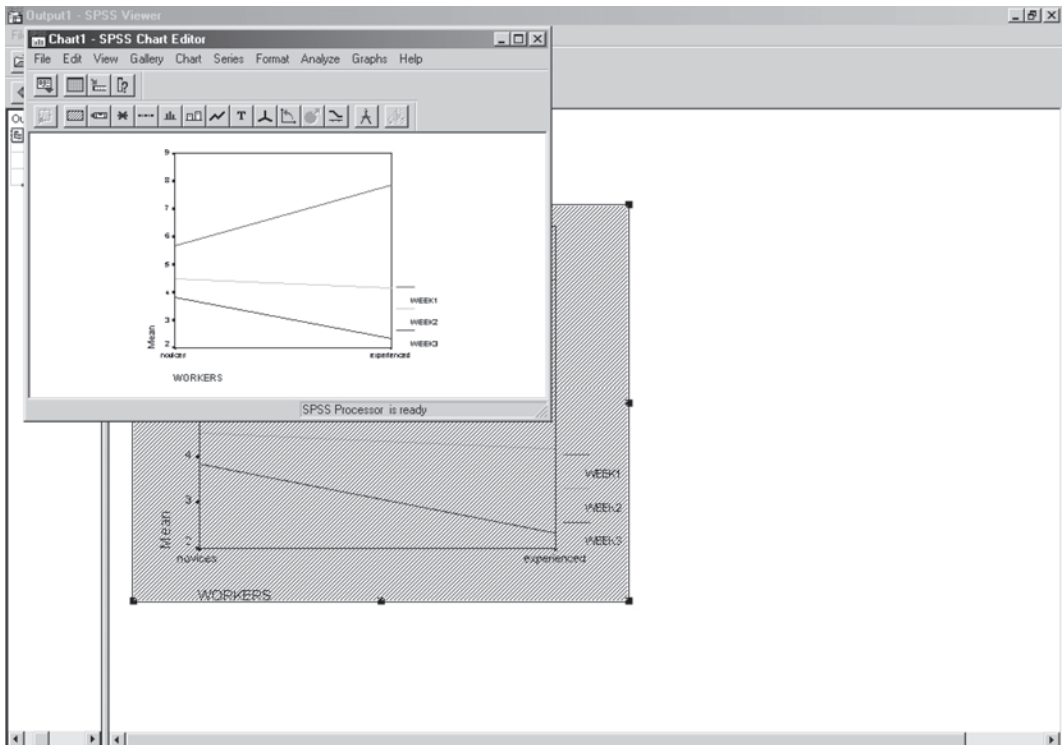 Output1 - SPSS Viewer
Chart1 - SPSS Chart Editor
File Edit View Gallery Chart Series Format Analyze Graphs Help
T
9
8
7
6
5
4
3
2
Mean
novices
experienced
WORKERS
WEEK1
WEEK2
WEEK3
SPSS Processor is ready
4
3
2
Mean
novices
experienced
WORKERS
WEEK1
WEEK2
WEEK3